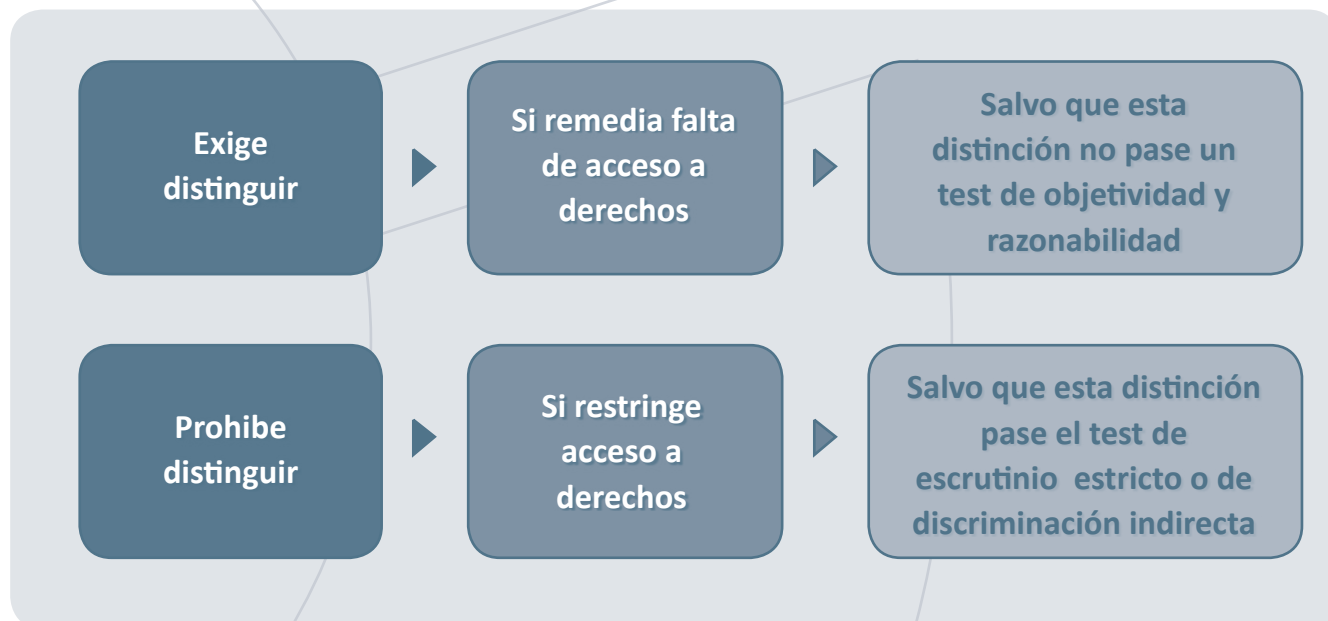 Exige
distinguir
Si remedia falta
de acceso a
derechos
Salvo que esta
distinción no pase un
test de objetividad y
razonabilidad
Prohibe
distinguir
Si restringe
acceso a
derechos
Salvo que esta distinción
pase el test de
escrutinio estricto o de
discriminación indirecta